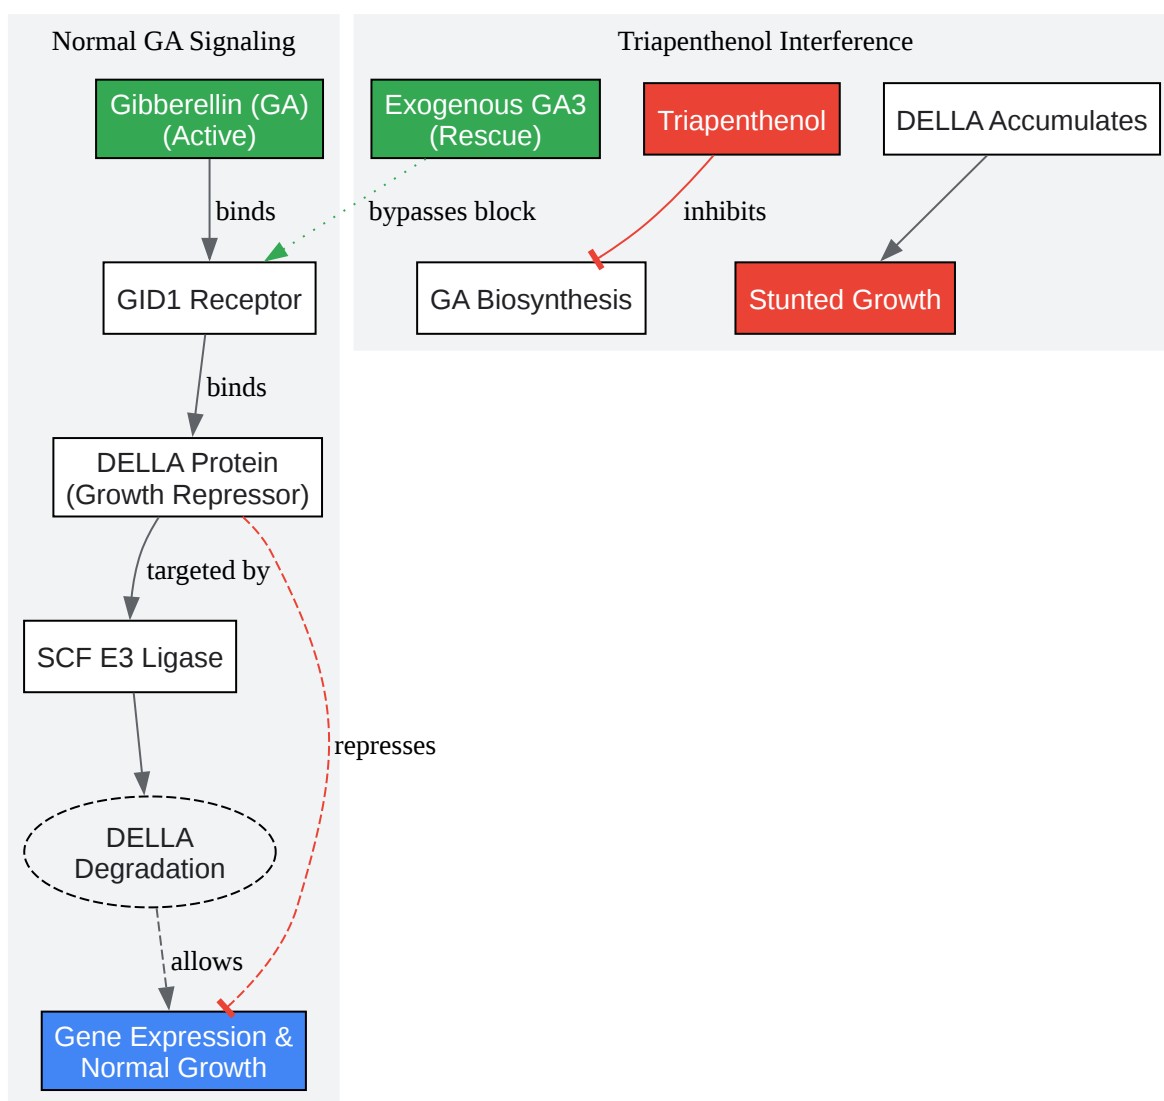 Normal GA Signaling
Triapenthenol Interference
Gibberellin (GA)
(Active)
Exogenous GA3
(Rescue)
Triapenthenol
DELLA Accumulates
binds
bypasses block
inhibits
GID1 Receptor
GA Biosynthesis
Stunted Growth
binds
DELLA Protein
(Growth Repressor)
targeted by
SCF E3 Ligase
represses
DELLA
Degradation
allows
Gene Expression &
Normal Growth